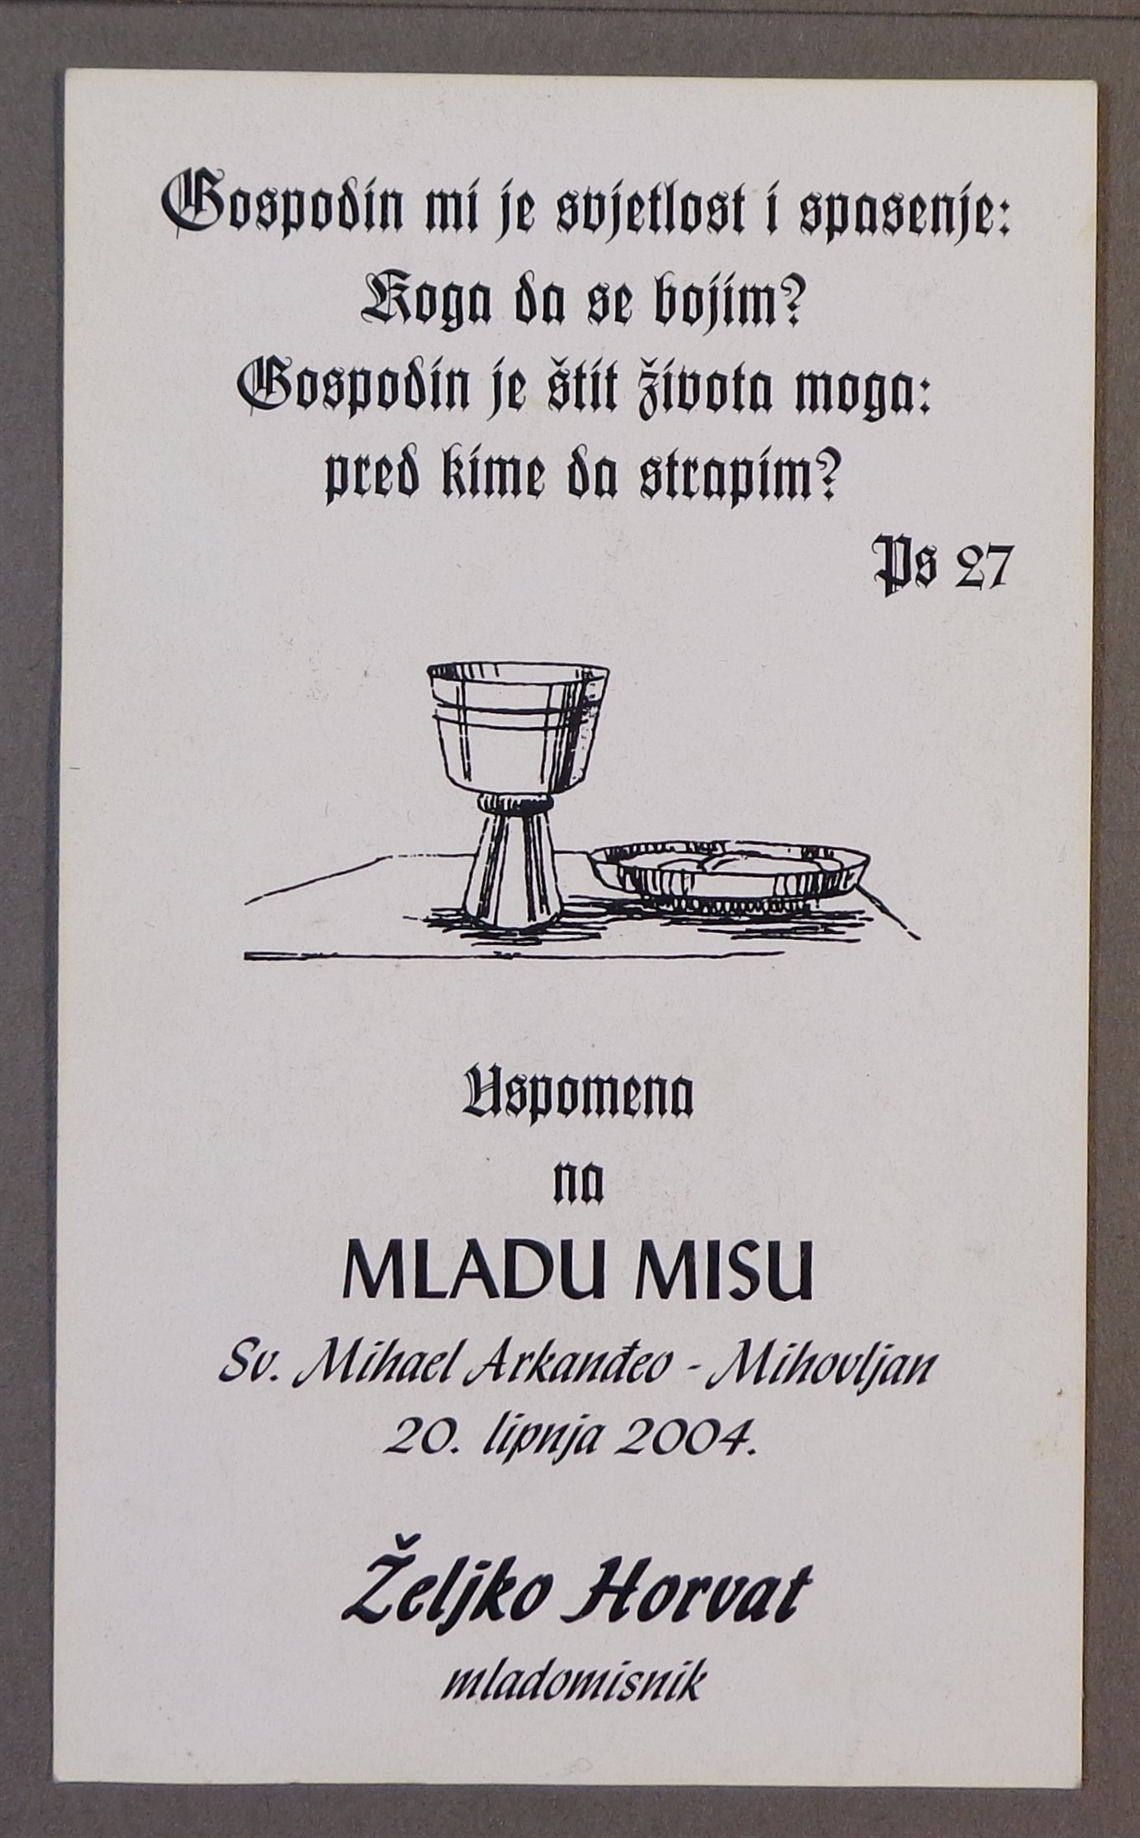 Gospodin mi je svjetlost i spasenje:
Koga da se bojim?
Gospodin je štit života moga:
pred kime da strapim?
Ps 27
Uspomena
na
MLADU MISU
Sv. Mihael Arkanđeo - Mihovljan
20. lipnja 2004.
Željko Horvat
mladomisnik